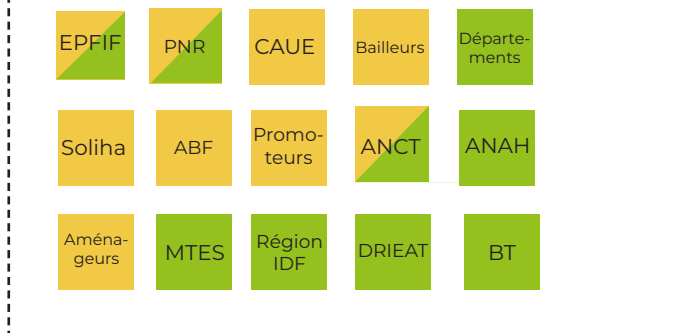 EPFIF
PNR
CAUE
Bailleurs
Départe-
ments
Soliha
ABF
Promo-
teurs
ANCT
ANAH
Aména-
geurs
MTES
Région
IDF
DRIEAT
BT